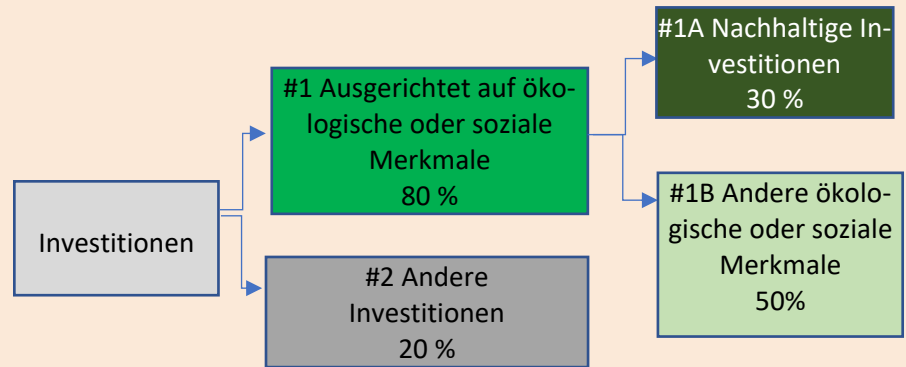 Investitionen
#1 Ausgerichtet auf öko-
logische oder soziale
Merkmale
80 %
#2 Andere
Investitionen
20 %
#1A Nachhaltige In-
vestitionen
30 %
#1B Andere ökolo-
gische oder soziale
Merkmale
50%